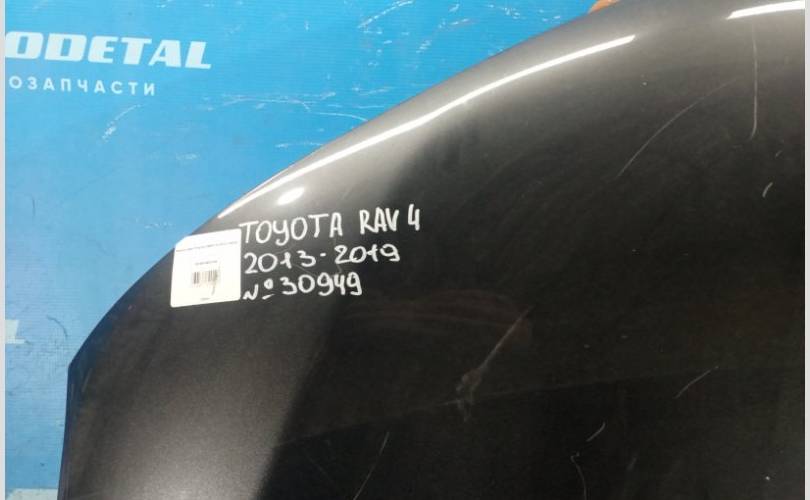 ODETAL
ОЗАПЧАСТИ
TOYOTA RAV 4
2013-2019
№30949